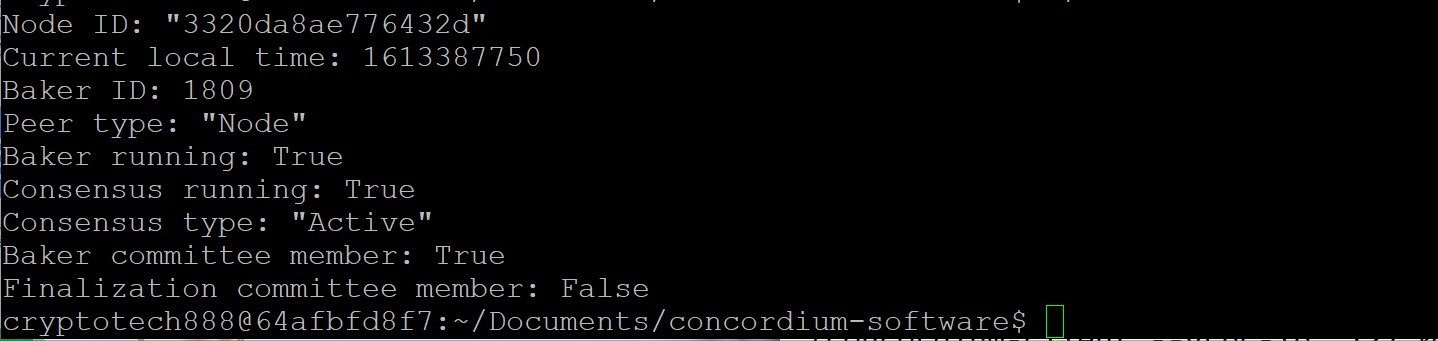 Node ID: "3320da8ae776432d"
Current local time: 1613387750
Baker ID: 1809
Peer type: "Node"
Baker running: True
Consensus running: True
Consensus type: "Active"
Baker committee member: True
Finalization committee member: False
cryptotech888@64afbfd8f7:~/Documents/concordium-software$